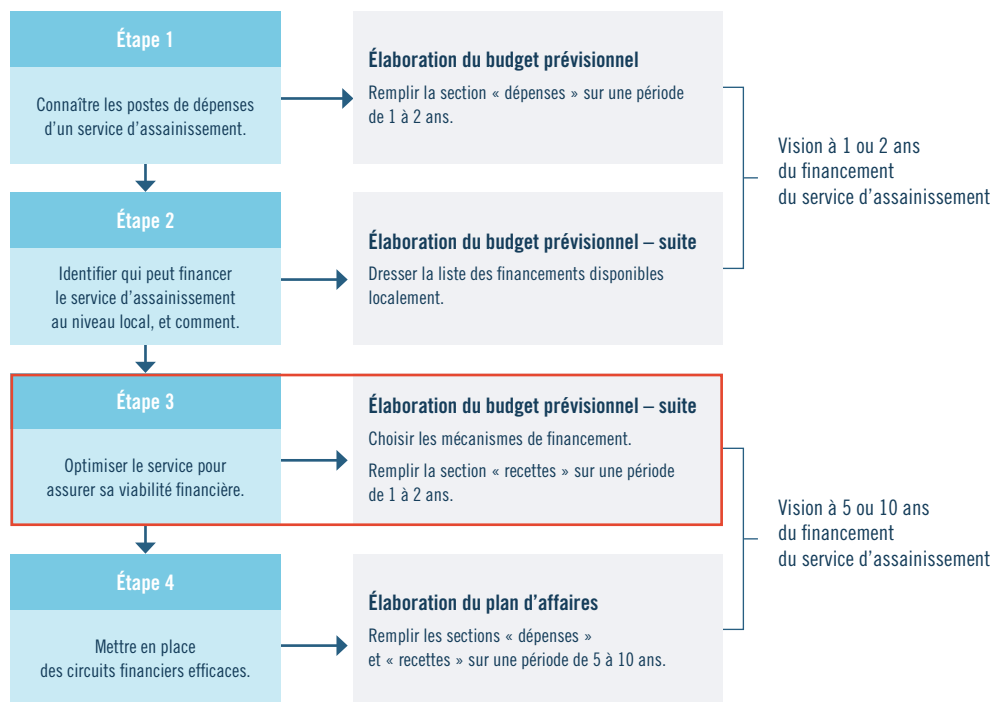 Étape 1
Connaître les postes de dépenses
d’un service d’assainissement.
Élaboration du budget prévisionnel
Remplir la section « dépenses » sur une période
de 1 à 2 ans.
Vision à 1 ou 2 ans
du financement
du service d’assainissement
Étape 2
Identifier qui peut financer
le service d’assainissement
au niveau local, et comment.
Élaboration du budget prévisionnel – suite
Dresser la liste des financements disponibles
localement.
Étape 3
Optimiser le service pour
assurer sa viabilité financière.
Élaboration du budget prévisionnel – suite
Choisir les mécanismes de financement.
Remplir la section « recettes » sur une période
de 1 à 2 ans.
Vision à 5 ou 10 ans
du financement
du service d’assainissement
Étape 4
Mettre en place
des circuits financiers efficaces.
Élaboration du plan d’affaires
Remplir les sections « dépenses »
et « recettes » sur une période de 5 à 10 ans.